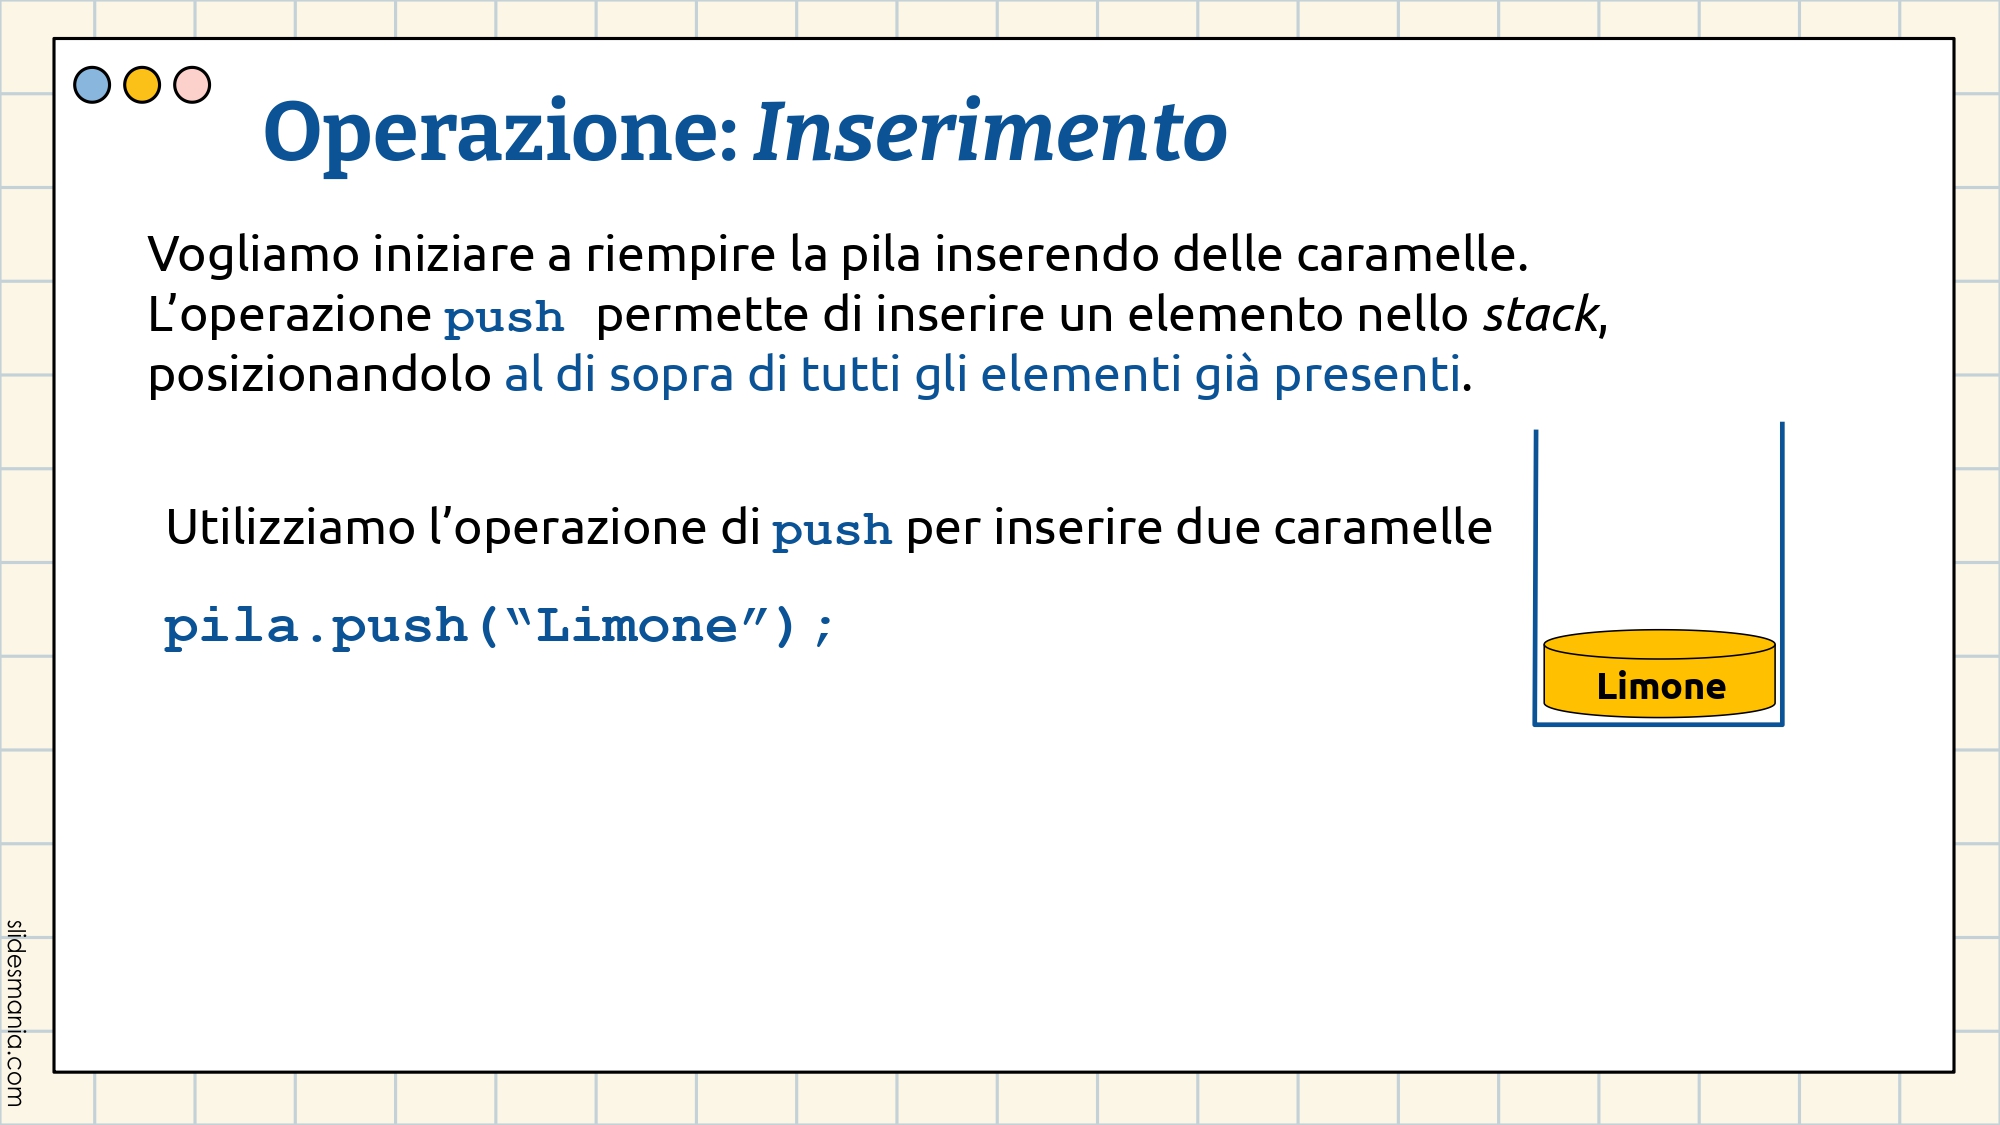 Operazione: Inserimento
Vogliamo iniziare a riempire la pila inserendo delle caramelle.
L’operazione push permette di inserire un elemento nello stack,
posizionandolo al di sopra di tutti gli elementi già presenti.
Utilizziamo l’operazione di push per inserire due caramelle
pila.push(“Limone”);
Limone
slidesmania.com